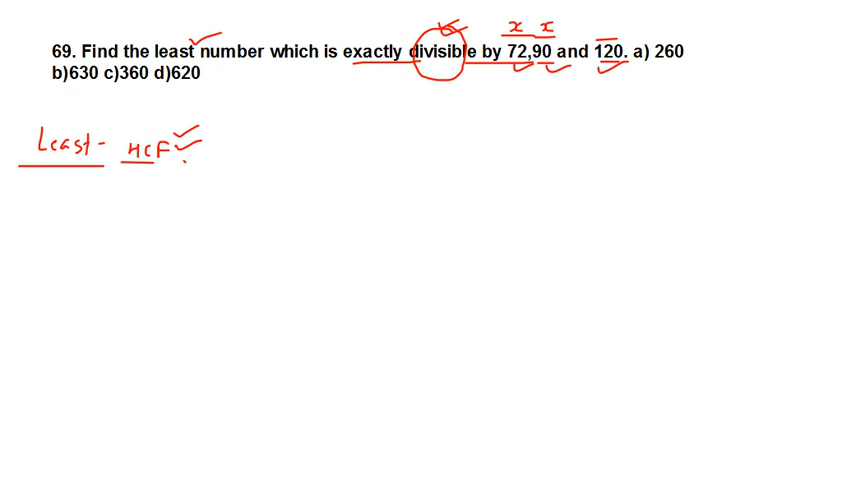 x x
69. Find the least number which is exactly divisible by 72,90 and 120. a) 260
b)630 c)360 d)620
Least - HCF